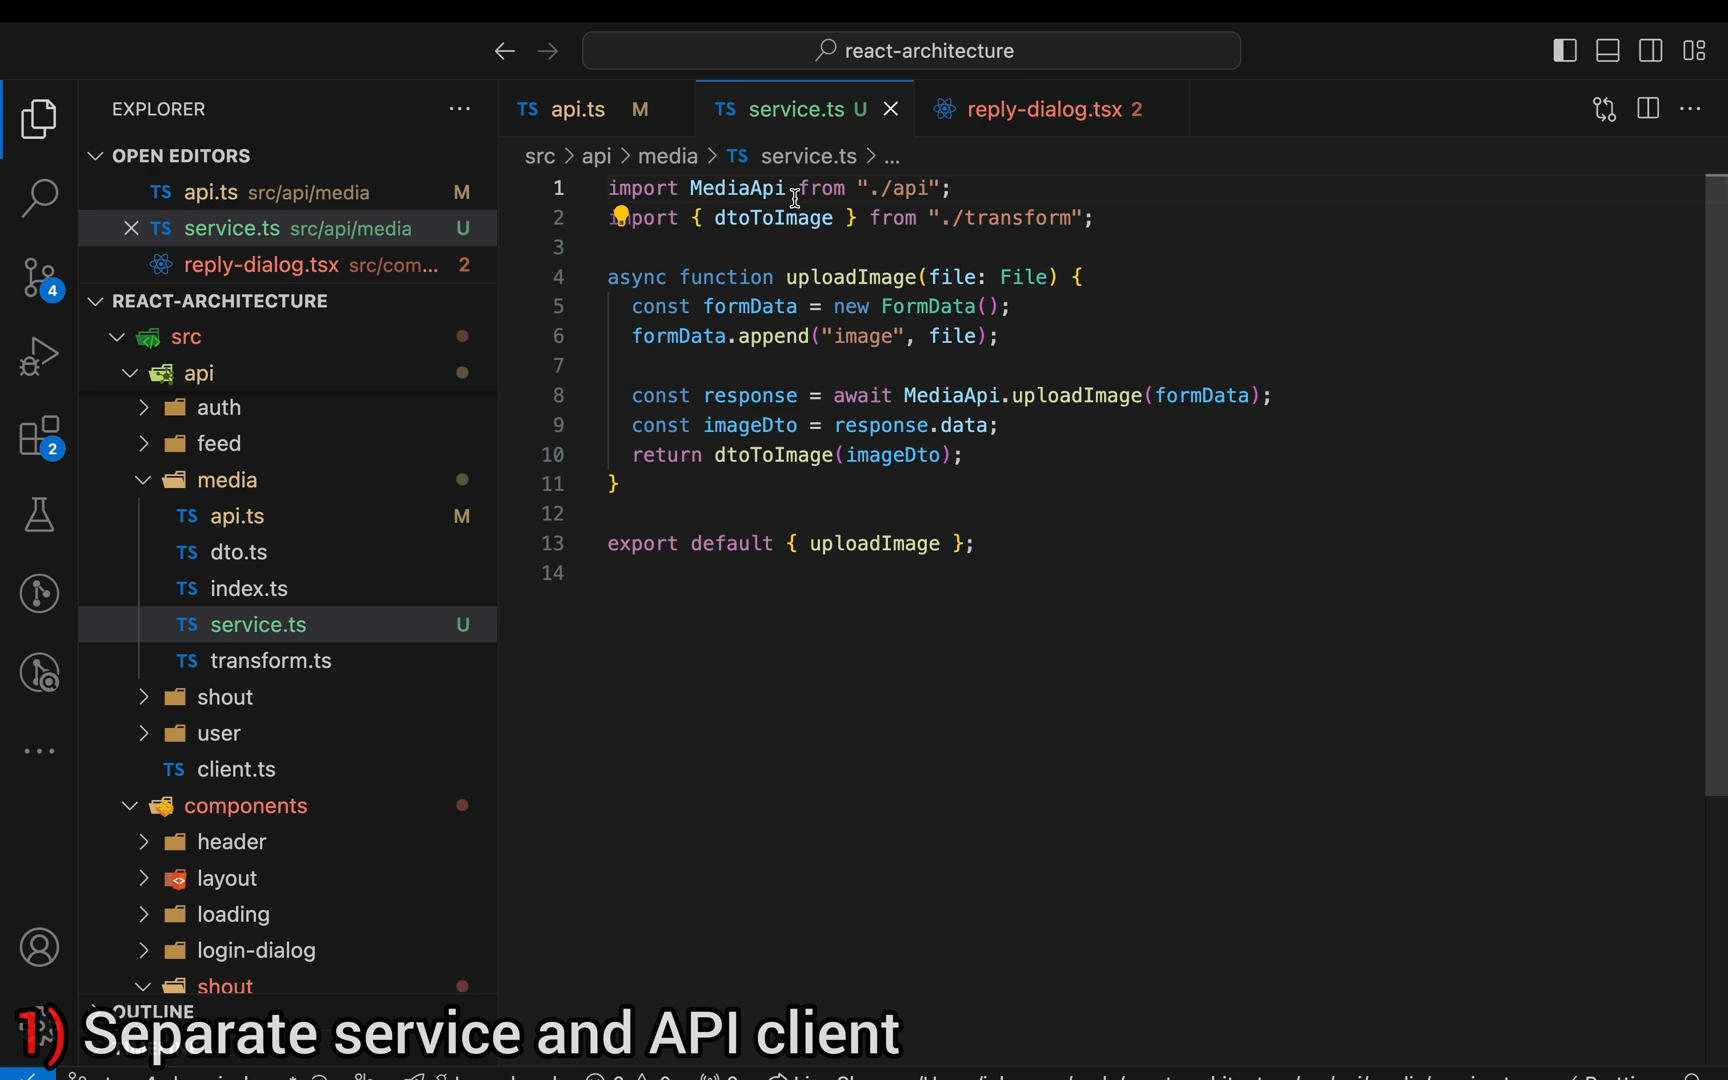 react-architecture
EXPLORER
TS api.ts M
TS service.ts U
reply-dialog.tsx 2
OPEN EDITORS
TS api.ts src/api/media M
TS service.ts src/api/media U
reply-dialog.tsx src/com... 2
REACT-ARCHITECTURE
src
api
auth
feed
media
TS api.ts M
TS dto.ts
TS index.ts
TS service.ts U
TS transform.ts
shout
user
TS client.ts
components
header
layout
loading
login-dialog
shout
OUTLINE
4
2
src > api > media > TS service.ts > ...
1 import MediaApi from "./api";
2 import { dtoToImage } from "./transform";
3
4 async function uploadImage(file: File) {
5 const formData = new FormData();
6 formData.append("image", file);
7
8 const response = await MediaApi.uploadImage(formData);
9 const imageDto = response.data;
10 return dtoToImage(imageDto);
11 }
12
13 export default { uploadImage };
14
1) Separate service and API client